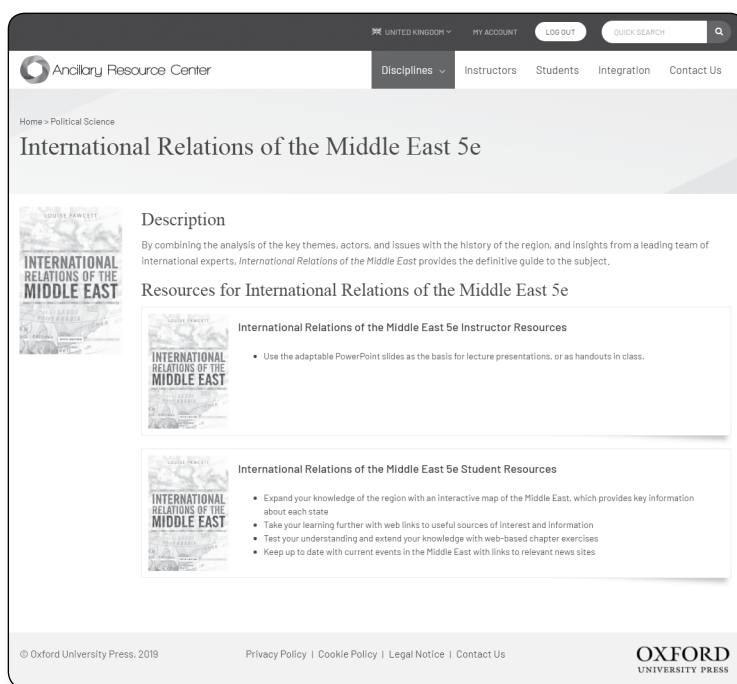 UNITED KINGDOM
MY ACCOUNT
LOG OUT
QUICK SEARCH
Ancillary Resource Center
Disciplines
Instructors
Students
Integration
Contact Us
Home > Political Science
International Relations of the Middle East 5e
LOUISE FAWCETT
INTERNATIONAL
RELATIONS OF THE
MIDDLE EAST
Description
By combining the analysis of the key themes, actors, and issues with the history of the region, and insights from a leading team of
international experts, International Relations of the Middle East provides the definitive guide to the subject.
Resources for International Relations of the Middle East 5e
LOUISE FAWCETT
INTERNATIONAL
RELATIONS OF THE
MIDDLE EAST
International Relations of the Middle East 5e Instructor Resources
• Use the adaptable PowerPoint slides as the basis for lecture presentations, or as handouts in class.
LOUISE FAWCETT
INTERNATIONAL
RELATIONS OF THE
MIDDLE EAST
International Relations of the Middle East 5e Student Resources
• Expand your knowledge of the region with an interactive map of the Middle East, which provides key information
about each state
• Take your learning further with web links to useful sources of interest and information
• Test your understanding and extend your knowledge with web-based chapter exercises
• Keep up to date with current events in the Middle East with links to relevant news sites
© Oxford University Press, 2019
Privacy Policy | Cookie Policy | Legal Notice | Contact Us
OXFORD
UNIVERSITY PRESS